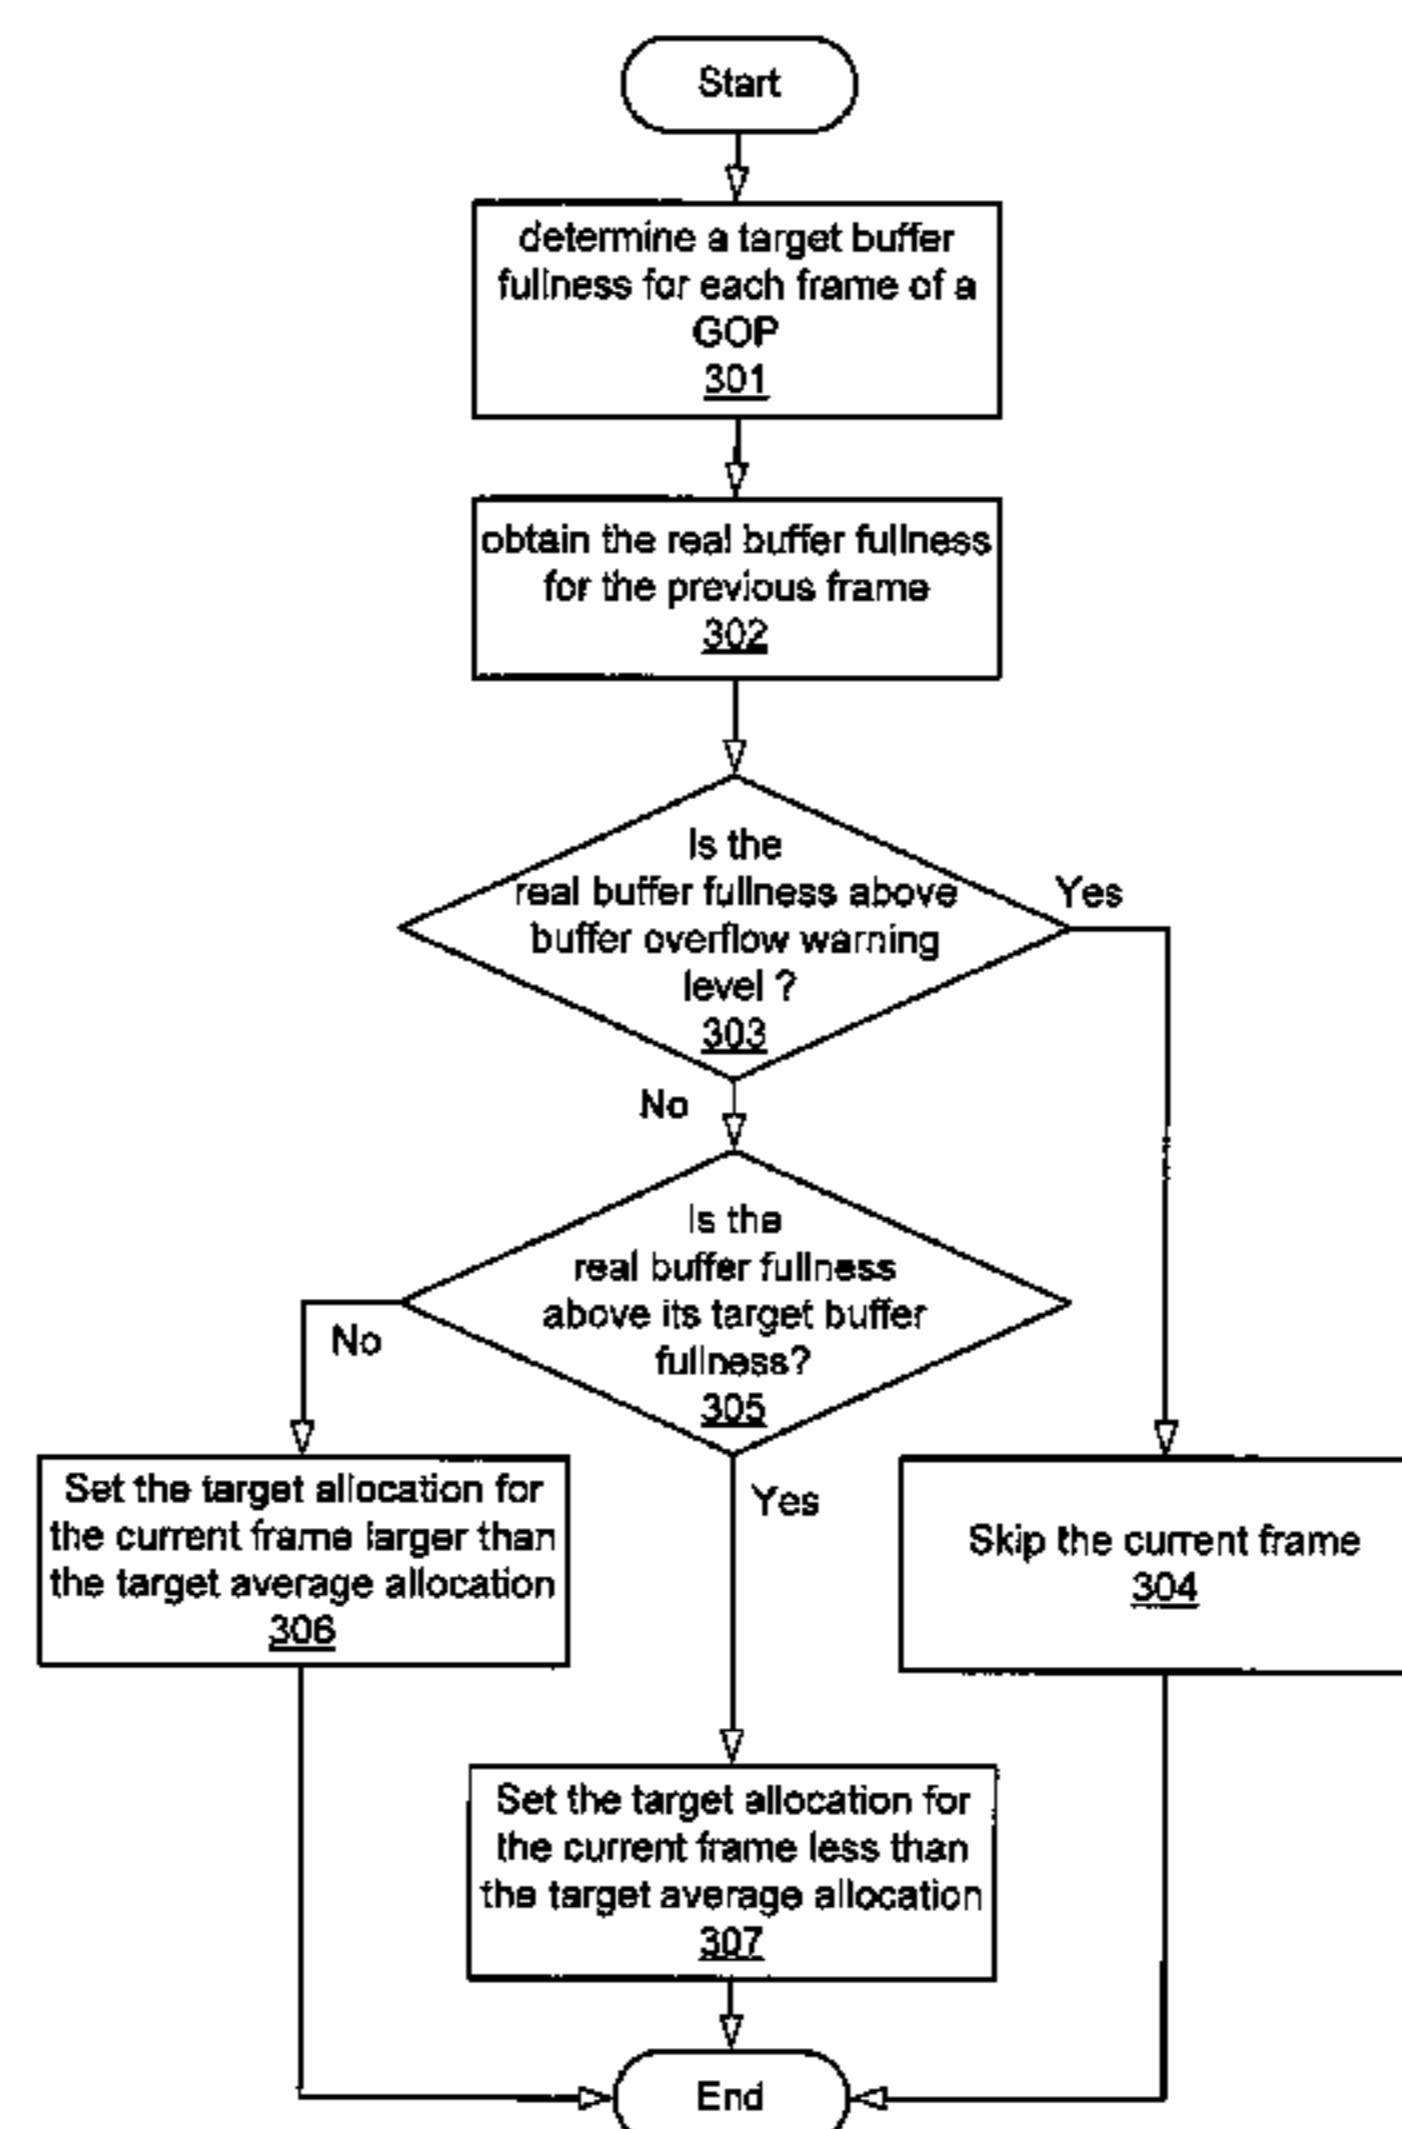 Start
determine a target buffer
fullness for each frame of a
GOP
301
obtain the real buffer fullness
for the previous frame
302
Is the
real buffer fullness above
buffer overflow warning
level ?
303
Yes
No
Is the
real buffer fullness
above its target buffer
fullness?
305
No
Yes
Set the target allocation for
the current frame larger than
the target average allocation
306
Skip the current frame
304
Set the target allocation for
the current frame less than
the target average allocation
307
End